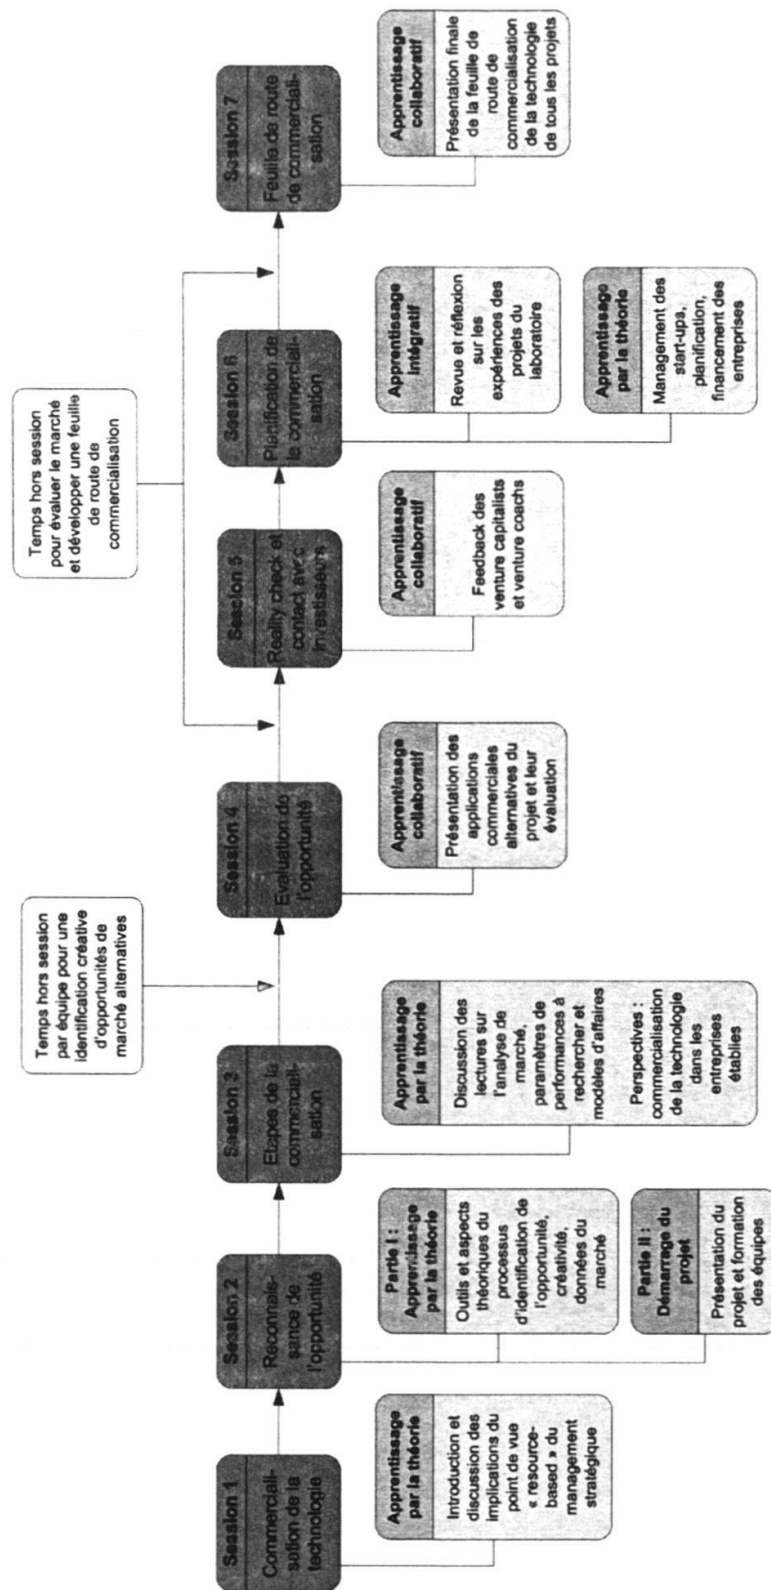 Temps hors session
par équipe pour une
identification créative
d'opportunités de
marché alternatives
Temps hors session
pour évaluer le marché
et développer une feuille
de route de
commercialisation
Session 1
Commerciali-
sation de la
technologie
Session 2
Reconnais-
sance de
l'opportunité
Session 3
Etapes de la
commerciali-
sation
Session 4
Evaluation de
l'opportunité
Session 5
Reality check et
contact avec
investisseurs
Session 6
Planification de
la commerciali-
sation
Session 7
Feuille de route
de commerciali-
sation
Apprentissage
par la théorie
Introduction et
discussion des
implications du
point de vue
« resource-
based » du
management
stratégique
Partie I :
Apprentissage
par la théorie
Outils et aspects
théoriques du
processus
d'identification de
l'opportunité,
créativité,
données du
marché
Partie II :
Démarrage du
projet
Présentation du
projet et formation
des équipes
Apprentissage
par la théorie
Discussion des
lectures sur
l'analyse de
marché,
paramètres de
performances à
rechercher et
modèles d'affaires
Perspectives :
commercialisation
de la technologie
dans les
entreprises
établies
Apprentissage
collaboratif
Présentation des
applications
commerciales
alternatives du
projet et leur
évaluation
Apprentissage
collaboratif
Feedback des
venture capitalists
et venture coachs
Apprentissage
intégratif
Revue et réflexion
sur les
expériences des
projets du
laboratoire
Apprentissage
par la théorie
Management des
start-ups,
planification,
financement des
entreprises
Apprentissage
collaboratif
Présentation finale
de la feuille de
route de
commercialisation
de la technologie
de tous les projets